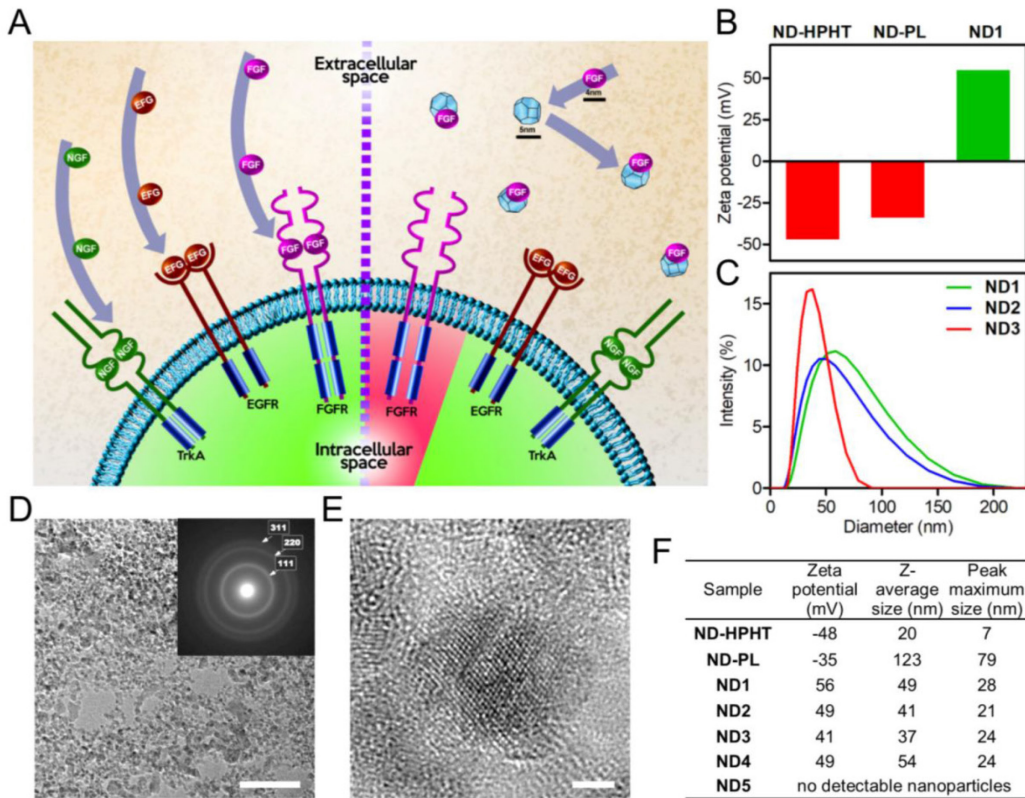 A
Extracellular
space
FGF
FGF
4nm
EFG
FGF
5nm
NGF
FGF
EFG
FGF
FGF
NGF
FGF
EFG
EFG
FGF
FGF
EFG
EFG
FGF
NGF
NGF
NGF
NGF
EGFR
FGFR
FGFR
EGFR
TrkA
Intracellular
space
TrkA
B
ND-HPHT ND-PL ND1
Zeta potential (mV)
50
25
0
-25
-50
C
ND1
ND2
ND3
Intensity (%)
15
10
5
0
0 50 100 150 200
Diameter (nm)
D
311
220
111
E
F
Sample Zeta potential (mV) Z-average size (nm) Peak maximum size (nm)
ND-HPHT -48 20 7
ND-PL -35 123 79
ND1 56 49 28
ND2 49 41 21
ND3 41 37 24
ND4 49 54 24
ND5 no detectable nanoparticles